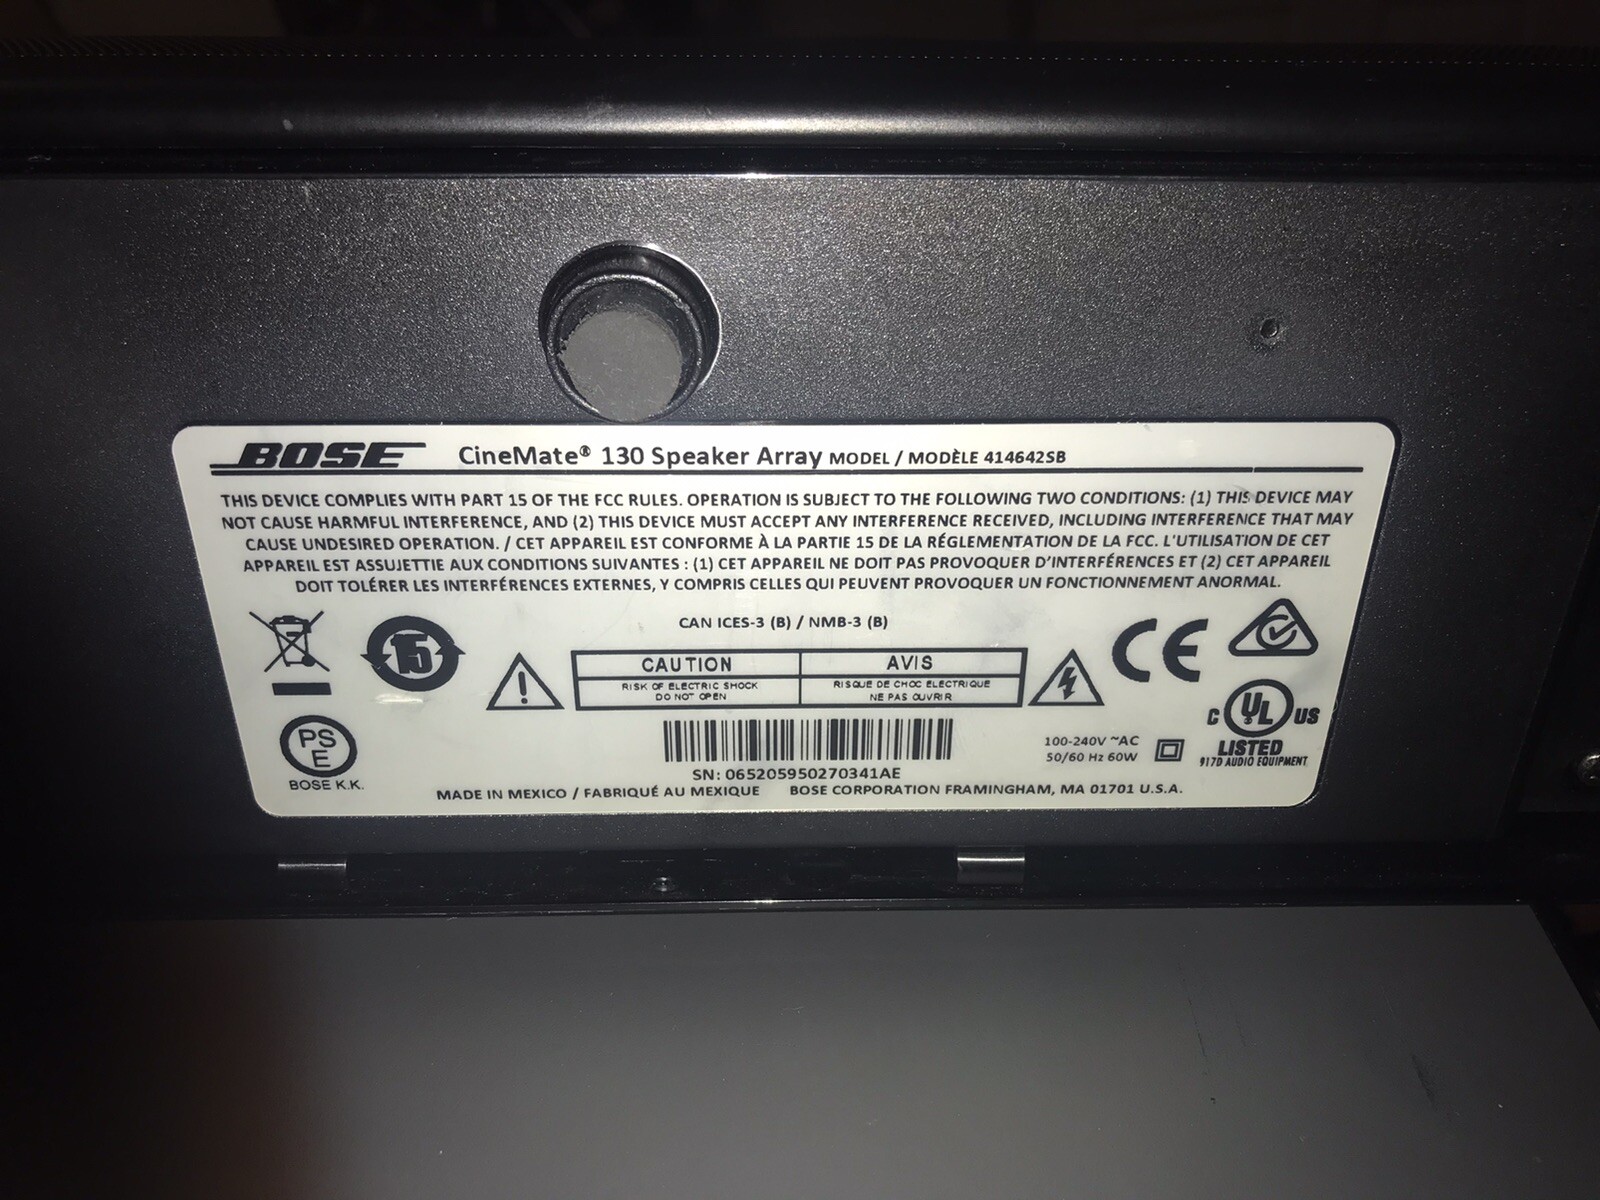 BOSE CineMate® 130 Speaker Array MODEL / MODÈLE 414642SB
THIS DEVICE COMPLIES WITH PART 15 OF THE FCC RULES. OPERATION IS SUBJECT TO THE FOLLOWING TWO CONDITIONS: (1) THIS DEVICE MAY
NOT CAUSE HARMFUL INTERFERENCE, AND (2) THIS DEVICE MUST ACCEPT ANY INTERFERENCE RECEIVED, INCLUDING INTERFERENCE THAT MAY
CAUSE UNDESIRED OPERATION. / CET APPAREIL EST CONFORME À LA PARTIE 15 DE LA RÉGLEMENTATION DE LA FCC. L'UTILISATION DE CET
APPAREIL EST ASSUJETTIE AUX CONDITIONS SUIVANTES : (1) CET APPAREIL NE DOIT PAS PROVOQUER D'INTERFÉRENCES ET (2) CET APPAREIL
DOIT TOLÉRER LES INTERFÉRENCES EXTERNES, Y COMPRIS CELLES QUI PEUVENT PROVOQUER UN FONCTIONNEMENT ANORMAL.
CAN ICES-3 (B) / NMB-3 (B)
15
CAUTION
RISK OF ELECTRIC SHOCK
DO NOT OPEN
AVIS
RISQUE DE CHOC ELECTRIQUE
NE PAS OUVRIR
CE
PS
E
BOSE K.K.
100-240V ~AC
50/60 Hz 60W
C UL US
LISTED
917D AUDIO EQUIPMENT
SN: 065205950270341AE
MADE IN MEXICO / FABRIQUÉ AU MEXIQUE BOSE CORPORATION FRAMINGHAM, MA 01701 U.S.A.